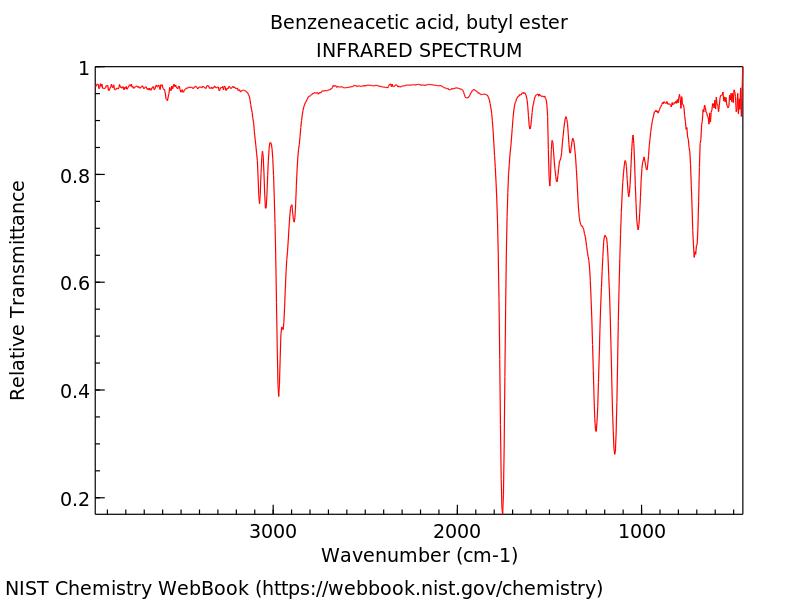 Benzeneacetic acid, butyl ester
INFRARED SPECTRUM
1
0.8
0.6
0.4
0.2
Relative Transmittance
3000 2000 1000
Wavenumber (cm-1)
NIST Chemistry WebBook (https://webbook.nist.gov/chemistry)